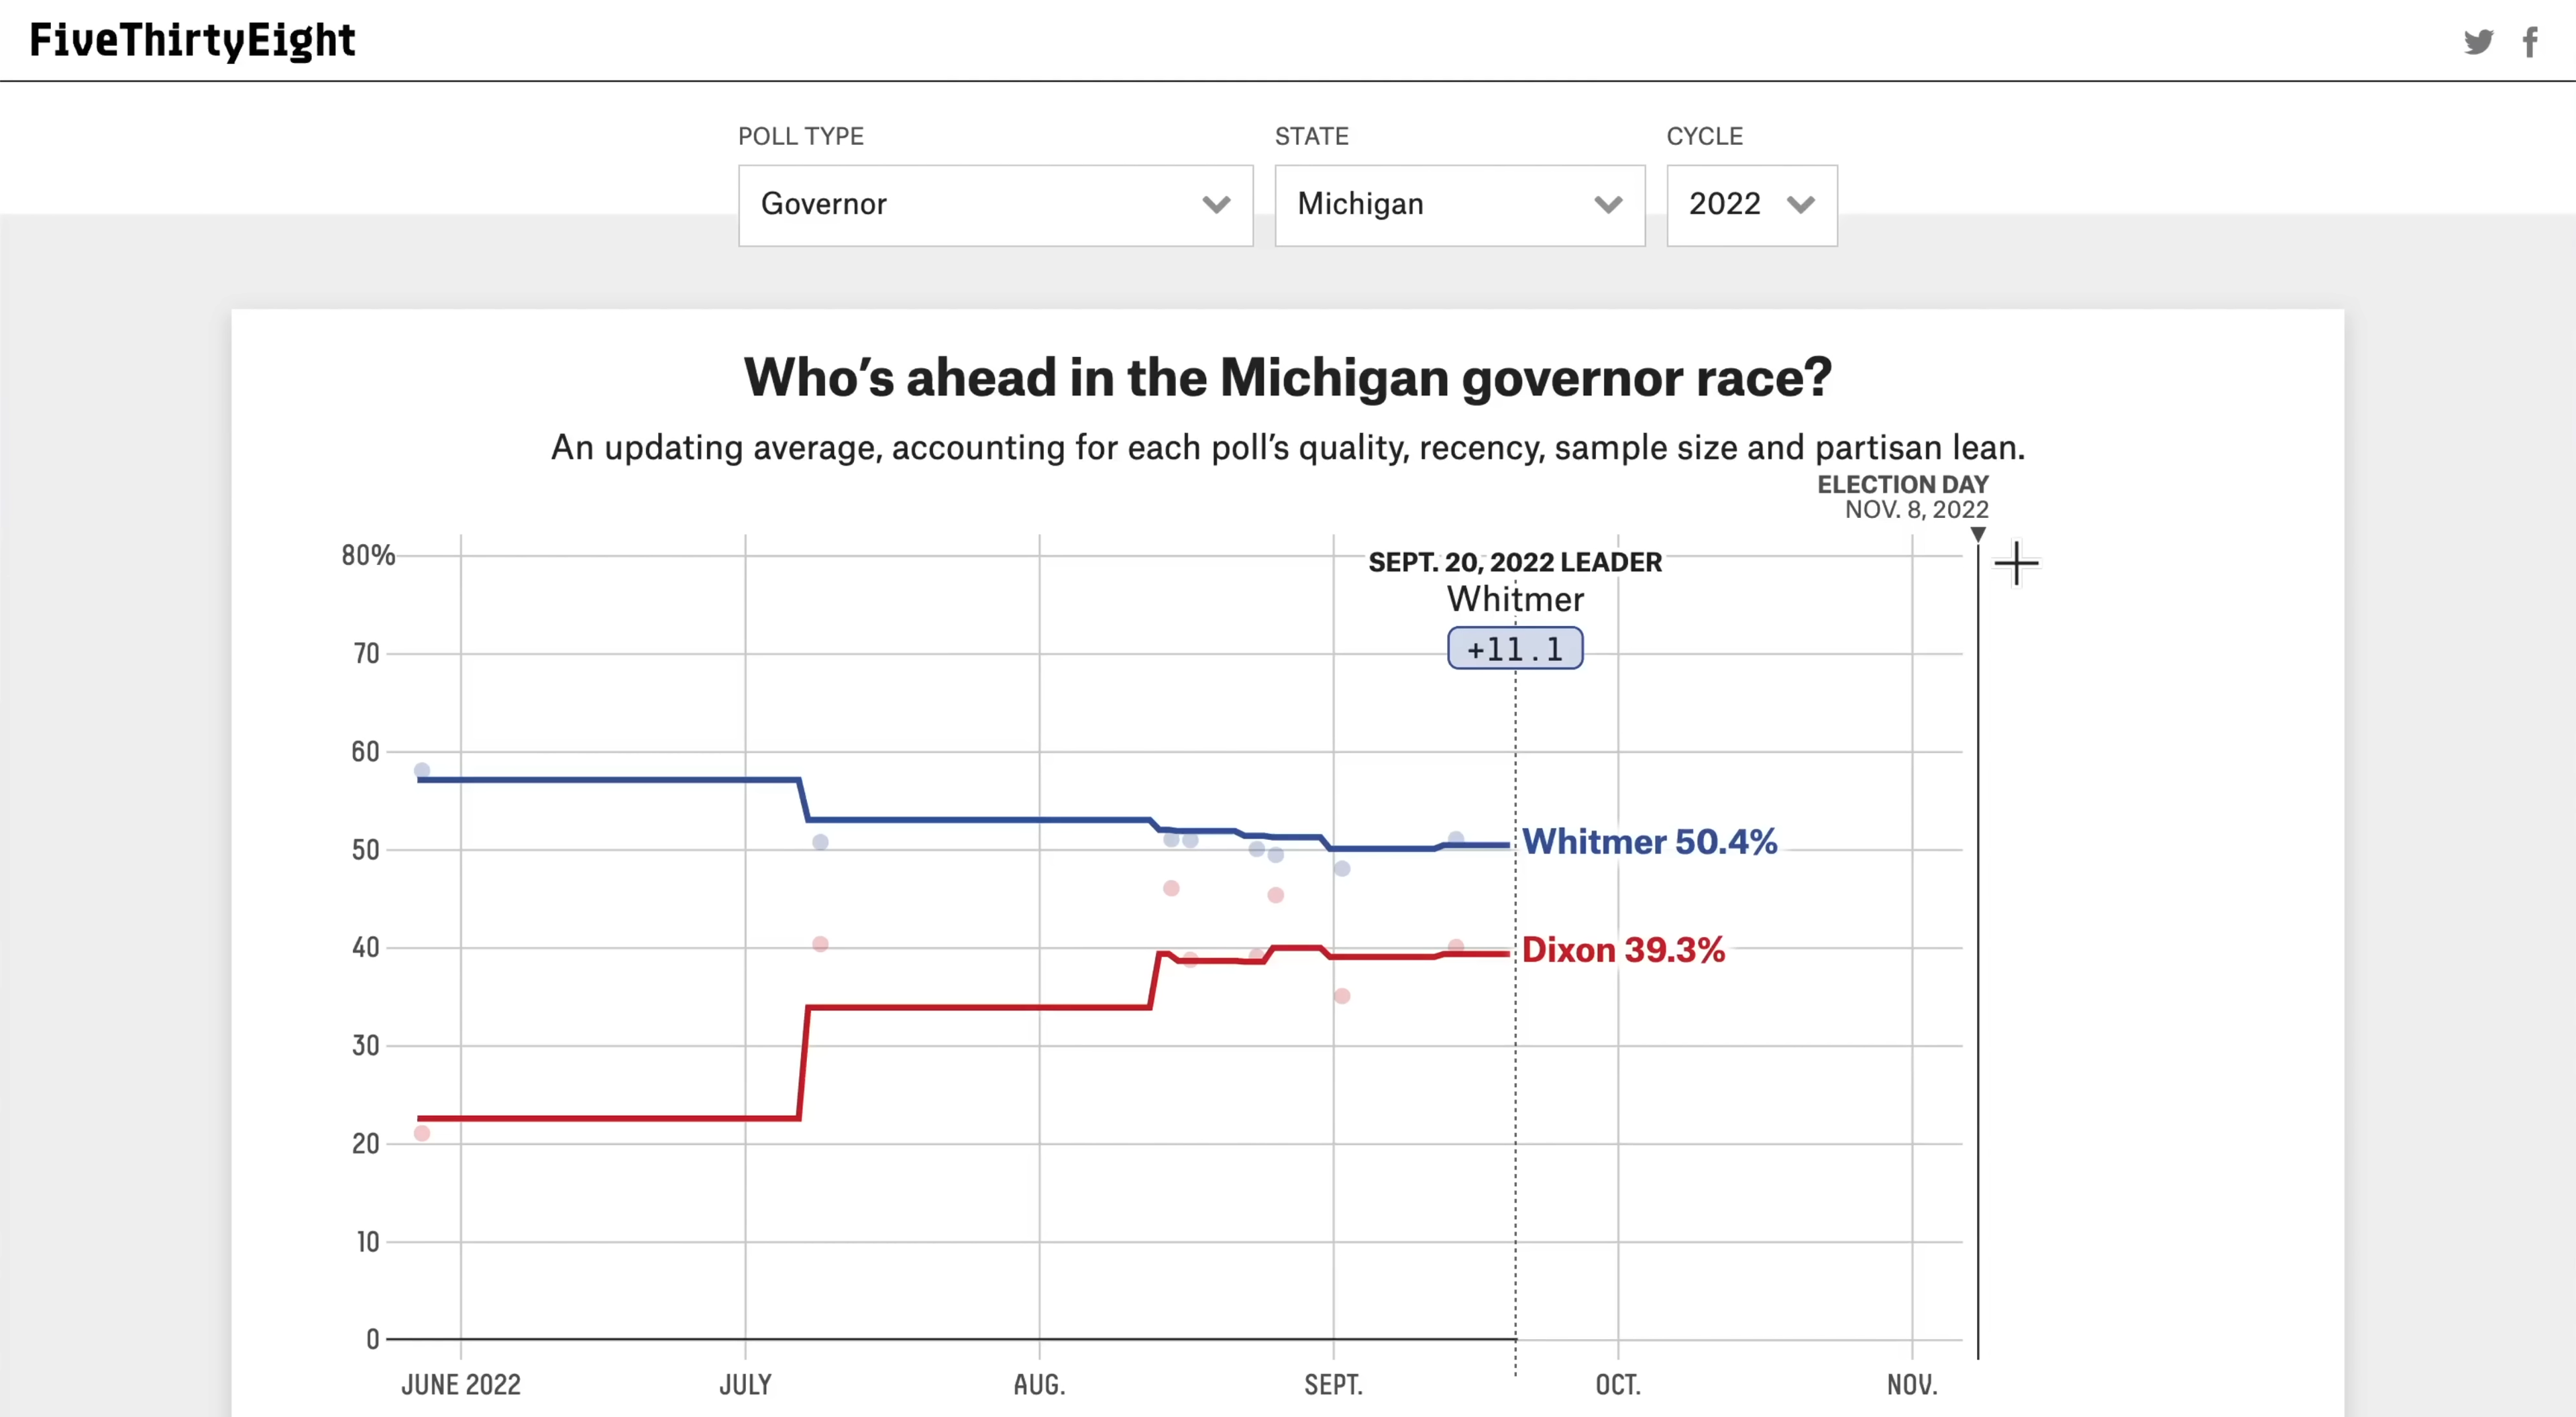 FiveThirtyEight
POLL TYPE
STATE
CYCLE
Governor
Michigan
2022
Who’s ahead in the Michigan governor race?
An updating average, accounting for each poll’s quality, recency, sample size and partisan lean.
ELECTION DAY
NOV. 8, 2022
SEPT. 20, 2022 LEADER
Whitmer
+11.1
80%
70
60
50
40
30
20
10
0
Whitmer 50.4%
Dixon 39.3%
JUNE 2022
JULY
AUG.
SEPT.
OCT.
NOV.